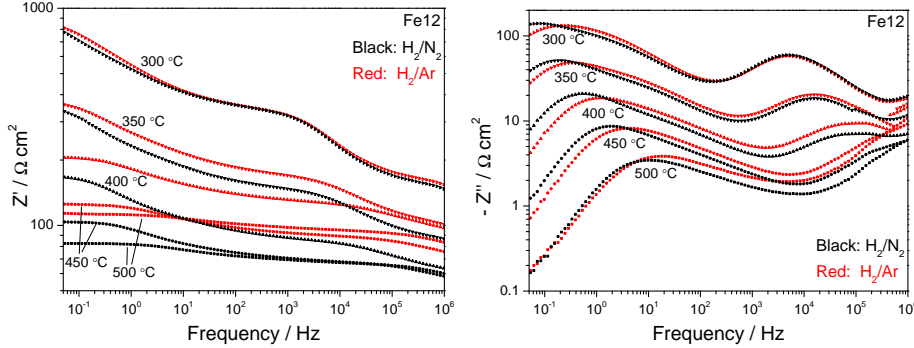 1000
100
Z' / Ω cm²
Fe12
Black: H₂/N₂
Red: H₂/Ar
300 °C
350 °C
400 °C
450 °C
500 °C
10⁻¹ 10⁰ 10¹ 10² 10³ 10⁴ 10⁵ 10⁶
Frequency / Hz
100
10
1
0.1
- Z'' / Ω cm²
Fe12
300 °C
350 °C
400 °C
450 °C
500 °C
Black: H₂/N₂
Red: H₂/Ar
10⁻¹ 10⁰ 10¹ 10² 10³ 10⁴ 10⁵ 10⁶
Frequency / Hz